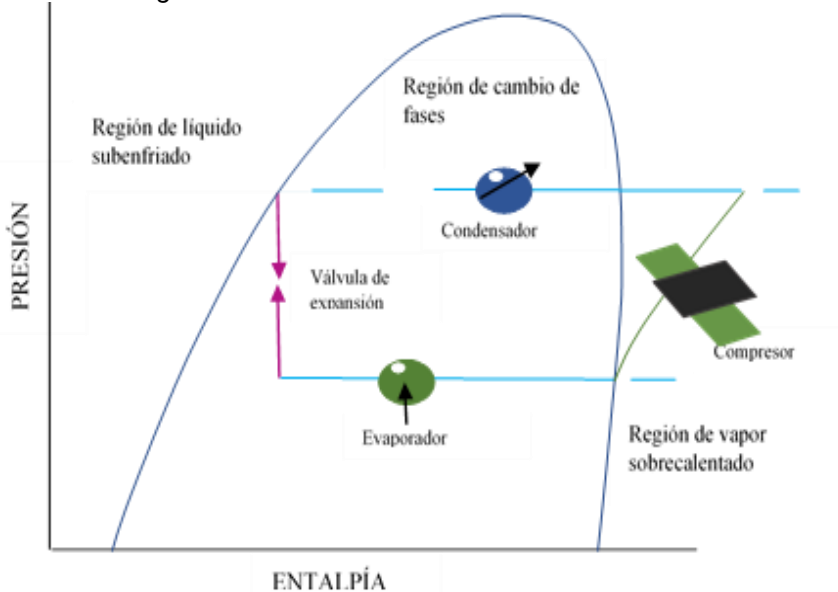 Región de cambio de
fases
Región de líquido
subenfriado
Condensador
PRESIÓN
Válvula de
expansión
Compresor
Evaporador
Región de vapor
sobrecalentado
ENTALPÍA